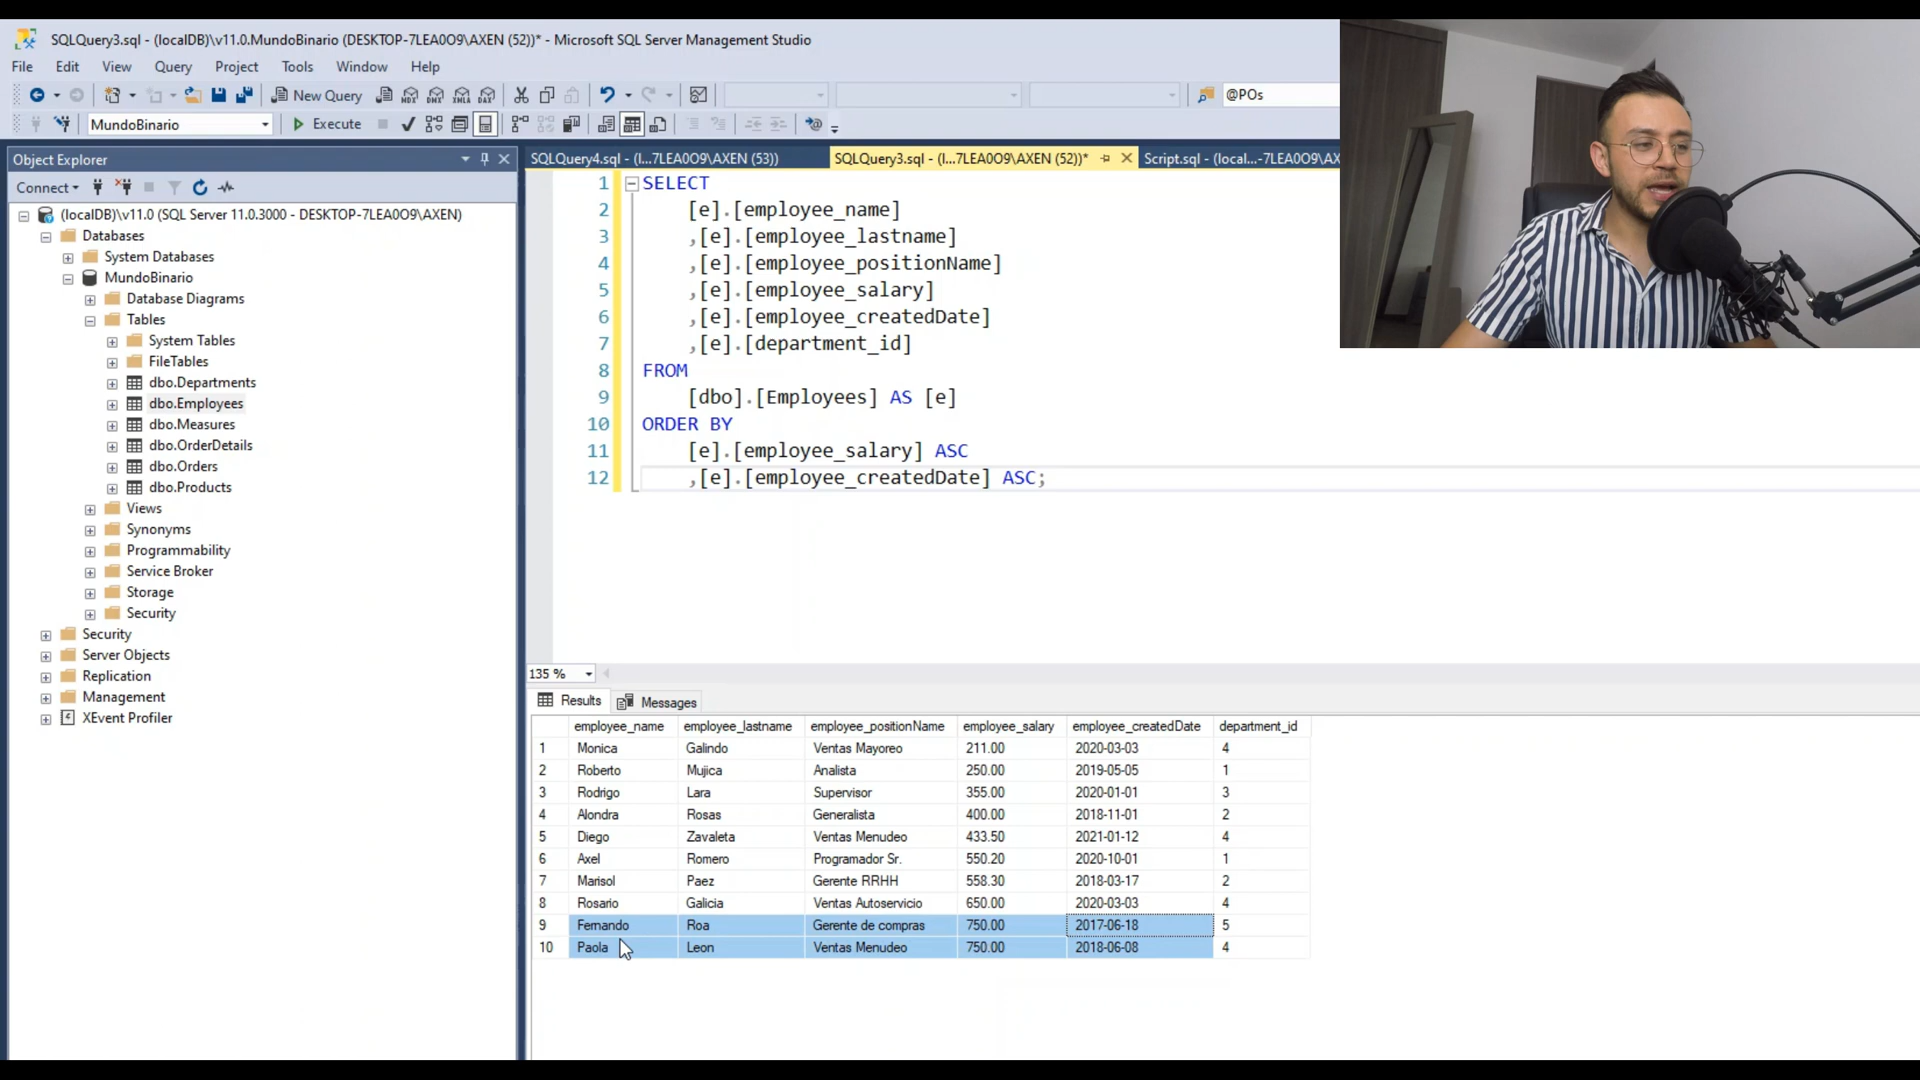 SQLQuery3.sql - (localDB)\v11.0.MundoBinario (DESKTOP-7LEA0O9\AXEN (52))* - Microsoft SQL Server Management Studio
File Edit View Query Project Tools Window Help
New Query MDX DMX XMLA DAX @POs
MundoBinario Execute
Object Explorer
Connect
(localDB)\v11.0 (SQL Server 11.0.3000 - DESKTOP-7LEA0O9\AXEN)
Databases
System Databases
MundoBinario
Database Diagrams
Tables
System Tables
FileTables
dbo.Departments
dbo.Employees
dbo.Measures
dbo.OrderDetails
dbo.Orders
dbo.Products
Views
Synonyms
Programmability
Service Broker
Storage
Security
Security
Server Objects
Replication
Management
XEvent Profiler
SQLQuery4.sql - (l...7LEA0O9\AXEN (53)) SQLQuery3.sql - (l...7LEA0O9\AXEN (52))* Script.sql - (local...-7LEA0O9\AX
1 SELECT
2 [e].[employee_name]
3 ,[e].[employee_lastname]
4 ,[e].[employee_positionName]
5 ,[e].[employee_salary]
6 ,[e].[employee_createdDate]
7 ,[e].[department_id]
8 FROM
9 [dbo].[Employees] AS [e]
10 ORDER BY
11 [e].[employee_salary] ASC
12 ,[e].[employee_createdDate] ASC;
135 %
Results Messages
employee_name employee_lastname employee_positionName employee_salary employee_createdDate department_id
1 Monica Galindo Ventas Mayoreo 211.00 2020-03-03 4
2 Roberto Mujica Analista 250.00 2019-05-05 1
3 Rodrigo Lara Supervisor 355.00 2020-01-01 3
4 Alondra Rosas Generalista 400.00 2018-11-01 2
5 Diego Zavaleta Ventas Menudeo 433.50 2021-01-12 4
6 Axel Romero Programador Sr. 550.20 2020-10-01 1
7 Marisol Paez Gerente RRHH 558.30 2018-03-17 2
8 Rosario Galicia Ventas Autoservicio 650.00 2020-03-03 4
9 Fernando Roa Gerente de compras 750.00 2017-06-18 5
10 Paola Leon Ventas Menudeo 750.00 2018-06-08 4